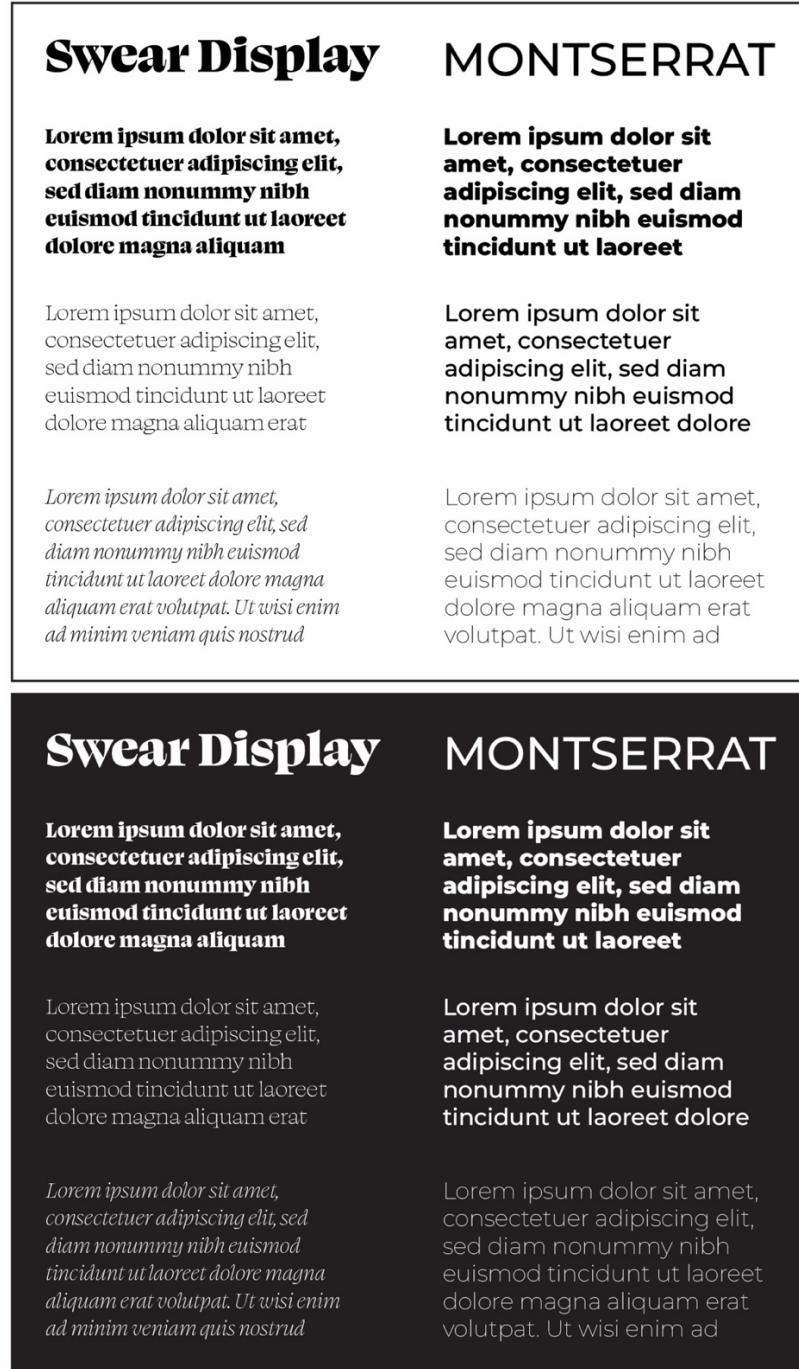 Swear Display
Lorem ipsum dolor sit amet,
consectetuer adipiscing elit,
sed diam nonummy nibh
euismod tincidunt ut laoreet
dolore magna aliquam
Lorem ipsum dolor sit amet,
consectetuer adipiscing elit,
sed diam nonummy nibh
euismod tincidunt ut laoreet
dolore magna aliquam erat
Lorem ipsum dolor sit amet,
consectetuer adipiscing elit, sed
diam nonummy nibh euismod
tincidunt ut laoreet dolore magna
aliquam erat volutpat. Ut wisi enim
ad minim veniam quis nostrud
MONTSERRAT
Lorem ipsum dolor sit
amet, consectetuer
adipiscing elit, sed diam
nonummy nibh euismod
tincidunt ut laoreet
Lorem ipsum dolor sit
amet, consectetuer
adipiscing elit, sed diam
nonummy nibh euismod
tincidunt ut laoreet dolore
Lorem ipsum dolor sit amet,
consectetuer adipiscing elit,
sed diam nonummy nibh
euismod tincidunt ut laoreet
dolore magna aliquam erat
volutpat. Ut wisi enim ad
Swear Display
Lorem ipsum dolor sit amet,
consectetuer adipiscing elit,
sed diam nonummy nibh
euismod tincidunt ut laoreet
dolore magna aliquam
Lorem ipsum dolor sit amet,
consectetuer adipiscing elit,
sed diam nonummy nibh
euismod tincidunt ut laoreet
dolore magna aliquam erat
Lorem ipsum dolor sit amet,
consectetuer adipiscing elit, sed
diam nonummy nibh euismod
tincidunt ut laoreet dolore magna
aliquam erat volutpat. Ut wisi enim
ad minim veniam quis nostrud
MONTSERRAT
Lorem ipsum dolor sit
amet, consectetuer
adipiscing elit, sed diam
nonummy nibh euismod
tincidunt ut laoreet
Lorem ipsum dolor sit
amet, consectetuer
adipiscing elit, sed diam
nonummy nibh euismod
tincidunt ut laoreet dolore
Lorem ipsum dolor sit amet,
consectetuer adipiscing elit,
sed diam nonummy nibh
euismod tincidunt ut laoreet
dolore magna aliquam erat
volutpat. Ut wisi enim ad